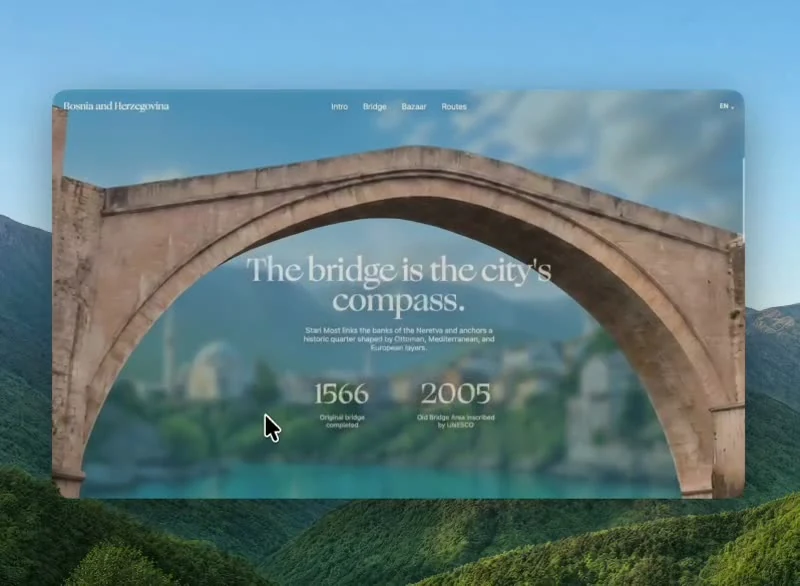 Bosnia and Herzegovina
Intro Bridge Bazaar Routes
EN
The bridge is the city's
compass.
Stari Most links the banks of the Neretva and anchors a
historic quarter shaped by Ottoman, Mediterranean, and
European layers.
1566 2005
Original bridge Old Bridge Area inscribed
completed by UNESCO